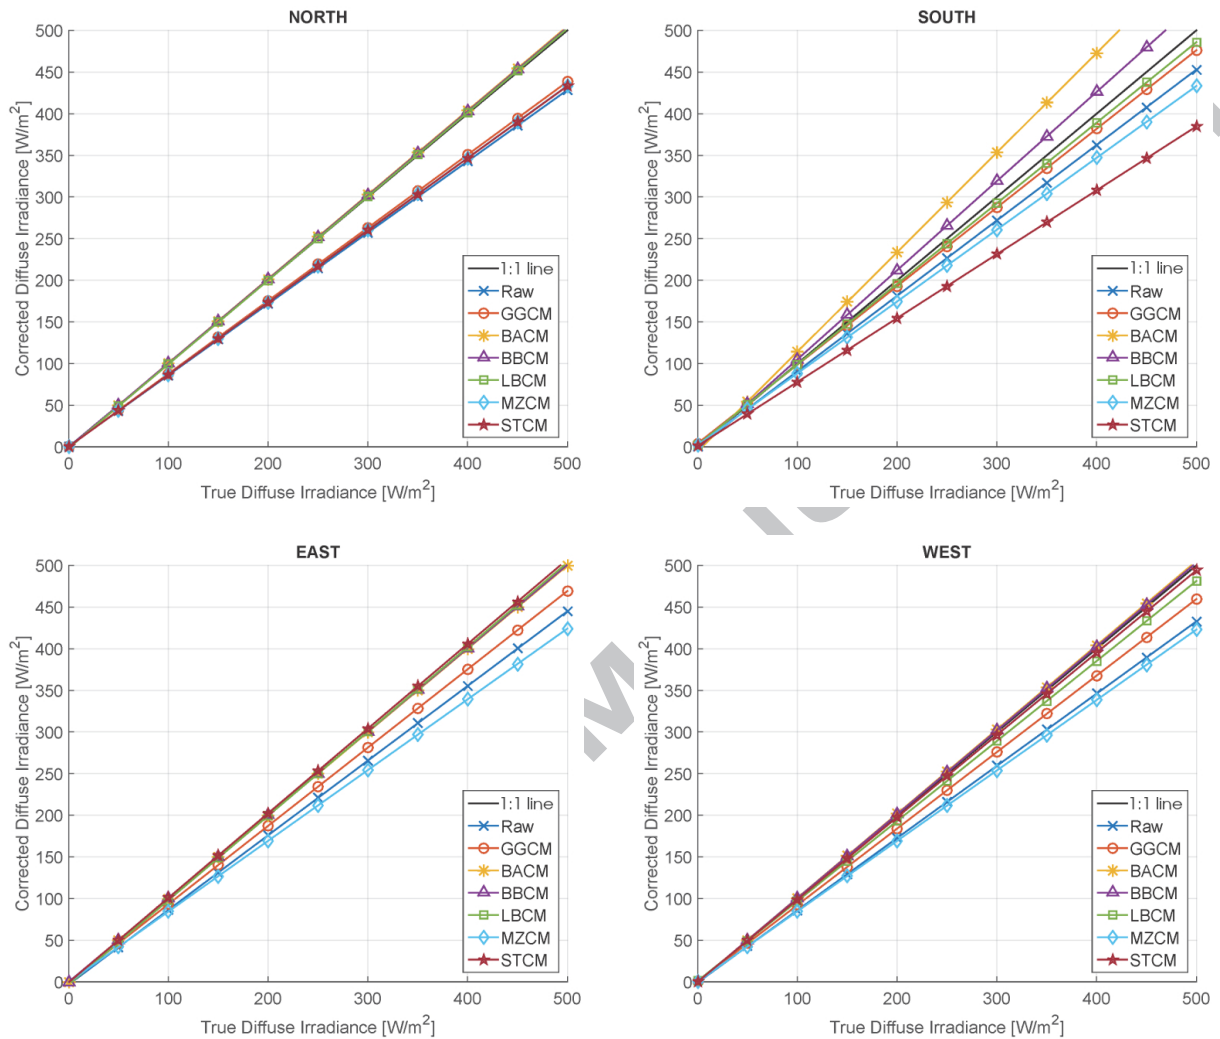 NORTH
500
450
400
350
300
250
200
150
100
50
0
0 100 200 300 400 500
Corrected Diffuse Irradiance [W/m²]
True Diffuse Irradiance [W/m²]
1:1 line
Raw
GGCM
BACM
BBCM
LBCM
MZCM
STCM
SOUTH
500
450
400
350
300
250
200
150
100
50
0
0 100 200 300 400 500
Corrected Diffuse Irradiance [W/m²]
True Diffuse Irradiance [W/m²]
1:1 line
Raw
GGCM
BACM
BBCM
LBCM
MZCM
STCM
EAST
500
450
400
350
300
250
200
150
100
50
0
0 100 200 300 400 500
Corrected Diffuse Irradiance [W/m²]
True Diffuse Irradiance [W/m²]
1:1 line
Raw
GGCM
BACM
BBCM
LBCM
MZCM
STCM
WEST
500
450
400
350
300
250
200
150
100
50
0
0 100 200 300 400 500
Corrected Diffuse Irradiance [W/m²]
True Diffuse Irradiance [W/m²]
1:1 line
Raw
GGCM
BACM
BBCM
LBCM
MZCM
STCM
M